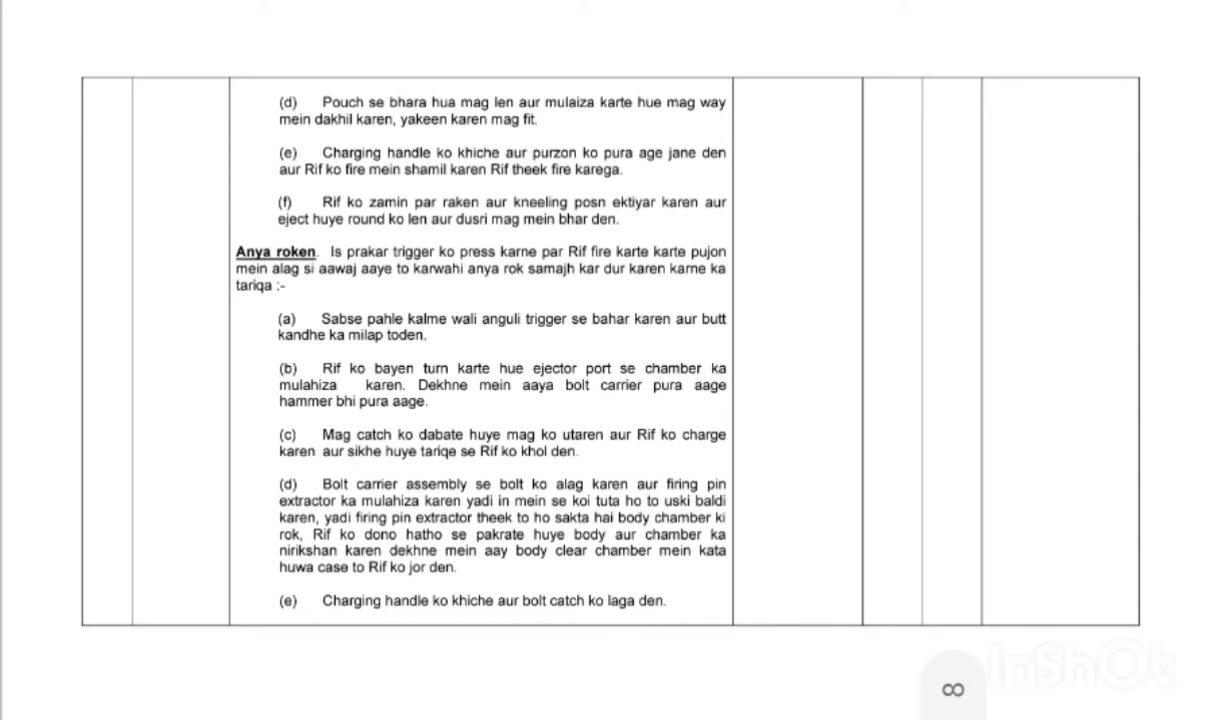 (d) Pouch se bhara hua mag len aur mulaiza karte hue mag way
mein dakhil karen, yakeen karen mag fit.
(e) Charging handle ko khiche aur purzon ko pura age jane den
aur Rif ko fire mein shamil karen Rif theek fire karega.
(f) Rif ko zamin par raken aur kneeling posn ektiyar karen aur
eject huye round ko len aur dusri mag mein bhar den.
Anya roken. Is prakar trigger ko press karne par Rif fire karte karte pujon
mein alag si aawaj aaye to karwahi anya rok samajh kar dur karen karne ka
tariqa :-
(a) Sabse pahle kalme wali anguli trigger se bahar karen aur butt
kandhe ka milap toden.
(b) Rif ko bayen turn karte hue ejector port se chamber ka
mulahiza karen. Dekhne mein aaya bolt carrier pura aage
hammer bhi pura aage.
(c) Mag catch ko dabate huye mag ko utaren aur Rif ko charge
karen aur sikhe huye tariqe se Rif ko khol den.
(d) Bolt carrier assembly se bolt ko alag karen aur firing pin
extractor ka mulahiza karen yadi in mein se koi tuta ho to uski baldi
karen, yadi firing pin extractor theek to ho sakta hai body chamber ki
rok, Rif ko dono hatho se pakrate huye body aur chamber ka
nirikshan karen dekhne mein aay body clear chamber mein kata
huwa case to Rif ko jor den.
(e) Charging handle ko khiche aur bolt catch ko laga den.
InShOt
8